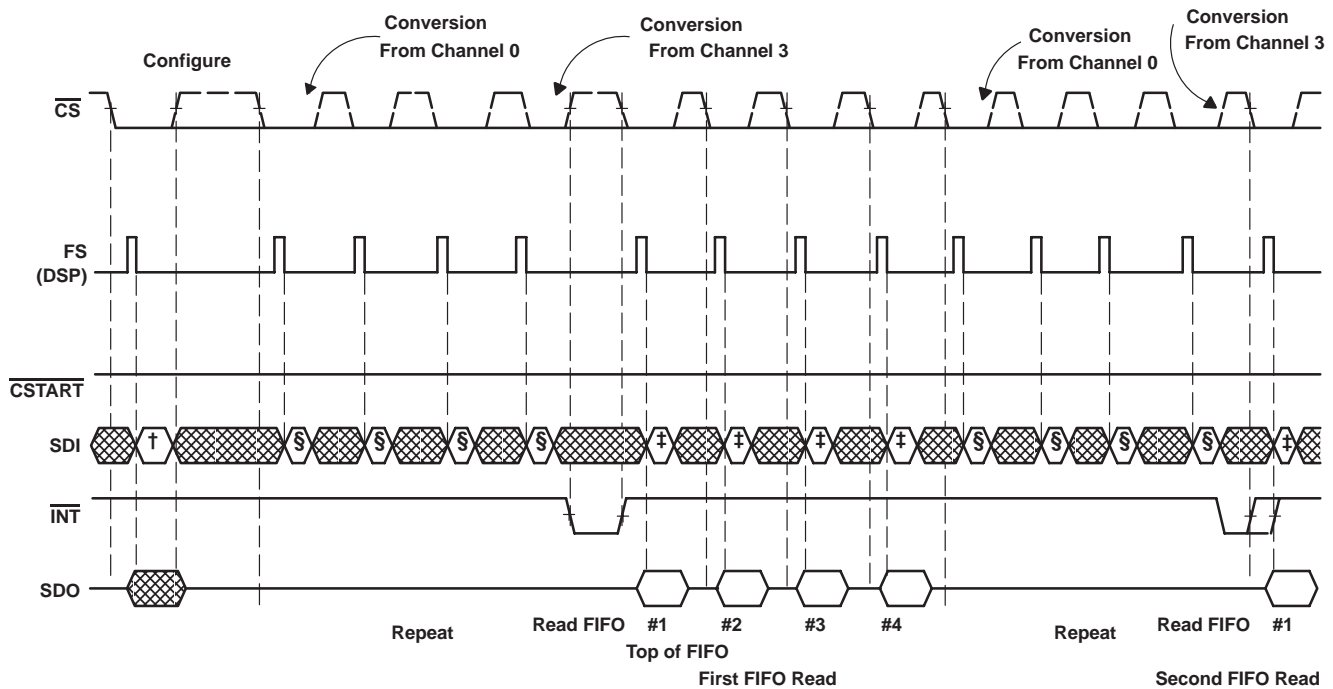 Conversion
From Channel 0
Conversion
From Channel 3
Conversion
From Channel 0
Conversion
From Channel 3
Configure
CS
FS
(DSP)
CSTART
SDI
† § § § § ‡ ‡ ‡ ‡ § § § § ‡
INT
SDO
Repeat
Read FIFO #1 #2 #3 #4
Top of FIFO
First FIFO Read
Repeat
Read FIFO #1
Second FIFO Read